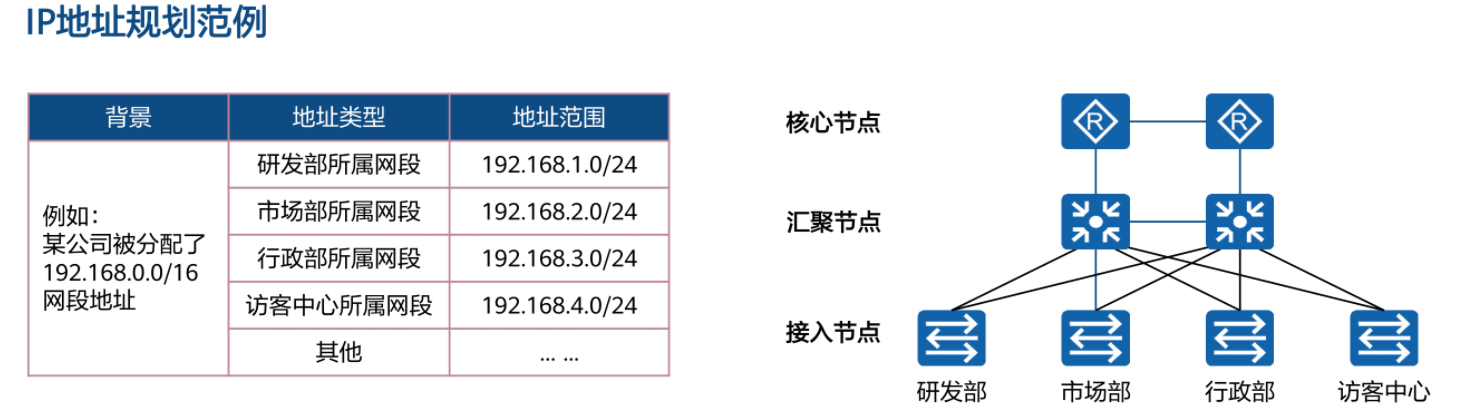 IP地址规划范例
背景 地址类型 地址范围
例如：
某公司被分配了
192.168.0.0/16
网段地址
研发部所属网段 192.168.1.0/24
市场部所属网段 192.168.2.0/24
行政部所属网段 192.168.3.0/24
访客中心所属网段 192.168.4.0/24
其他 ... ...
核心节点
R R
汇聚节点
接入节点
研发部 市场部 行政部 访客中心